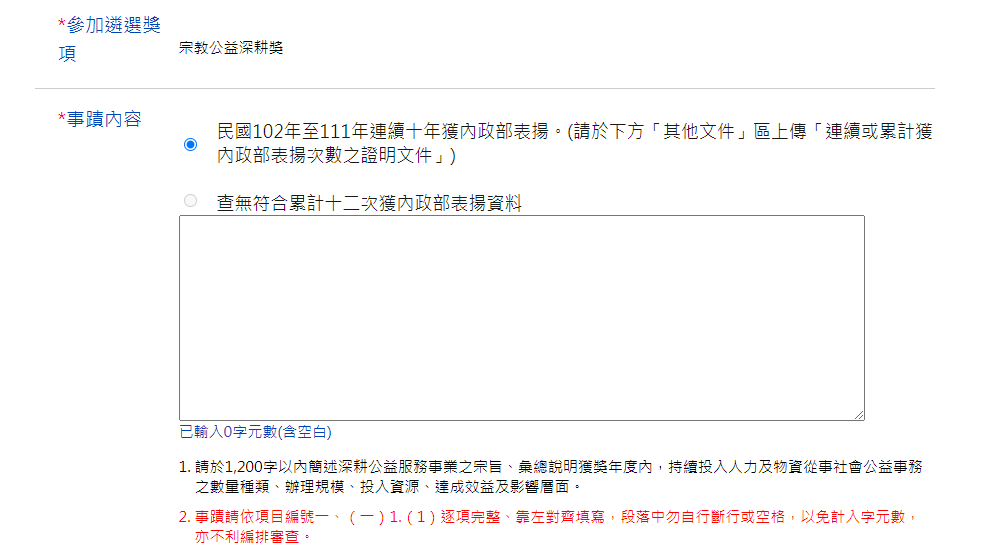 *參加遴選獎
項
宗教公益深耕獎
*事蹟內容
民國102年至111年連續十年獲內政部表揚。(請於下方「其他文件」區上傳「連續或累計獲
內政部表揚次數之證明文件」)
查無符合累計十二次獲內政部表揚資料
已輸入0字元數(含空白)
1. 請於1,200字以內簡述深耕公益服務事業之宗旨、彙總說明獲獎年度內，持續投入人力及物資從事社會公益事務
之數量種類、辦理規模、投入資源、達成效益及影響層面。
2. 事蹟請依項目編號一、（一）1.（1）逐項完整、靠左對齊填寫，段落中勿自行斷行或空格，以免計入字元數，
亦不利編排審查。